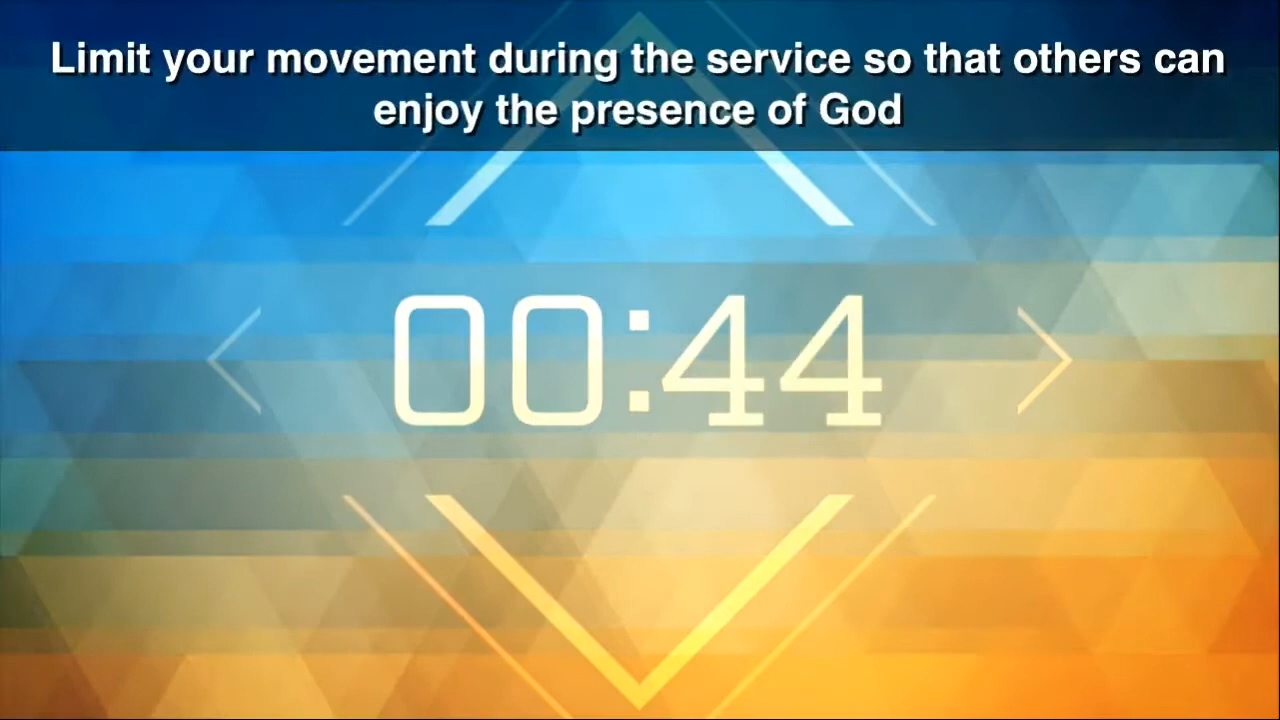 Limit your movement during the service so that others can
enjoy the presence of God
00:44